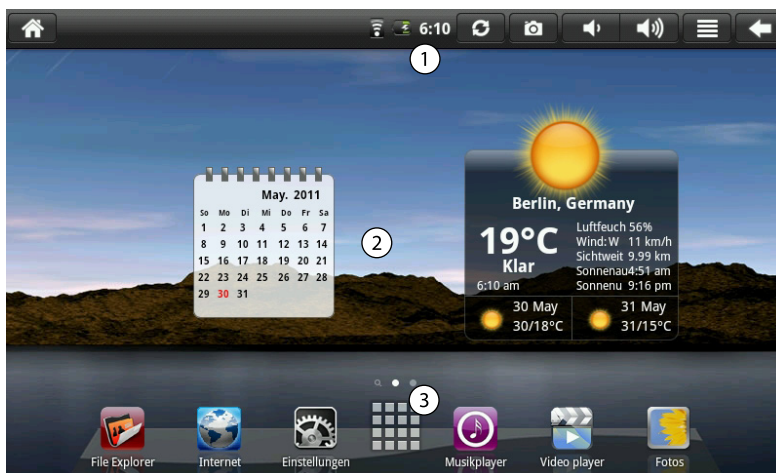 6:10
1
May. 2011
So Mo Di Mi Do Fr Sa
1 2 3 4 5 6 7
8 9 10 11 12 13 14
15 16 17 18 19 20 21
22 23 24 25 26 27 28
29 30 31
2
Berlin, Germany
19°C
Klar
6:10 am
Luftfeuch 56%
Wind: W 11 km/h
Sichtweit 9.99 km
Sonnenau4:51 am
Sonnenu 9:16 pm
30 May
30/18°C
31 May
31/15°C
3
File Explorer
Internet
Einstellungen
Musikplayer
Video player
Fotos